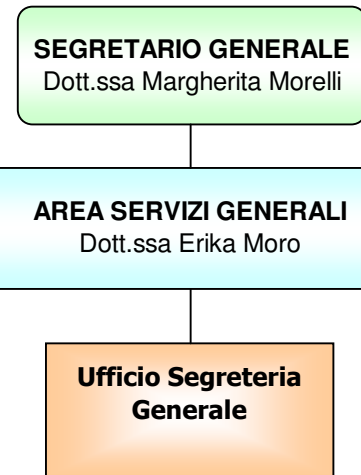 SEGRETARIO GENERALE
Dott.ssa Margherita Morelli
AREA SERVIZI GENERALI
Dott.ssa Erika Moro
Ufficio Segreteria
Generale